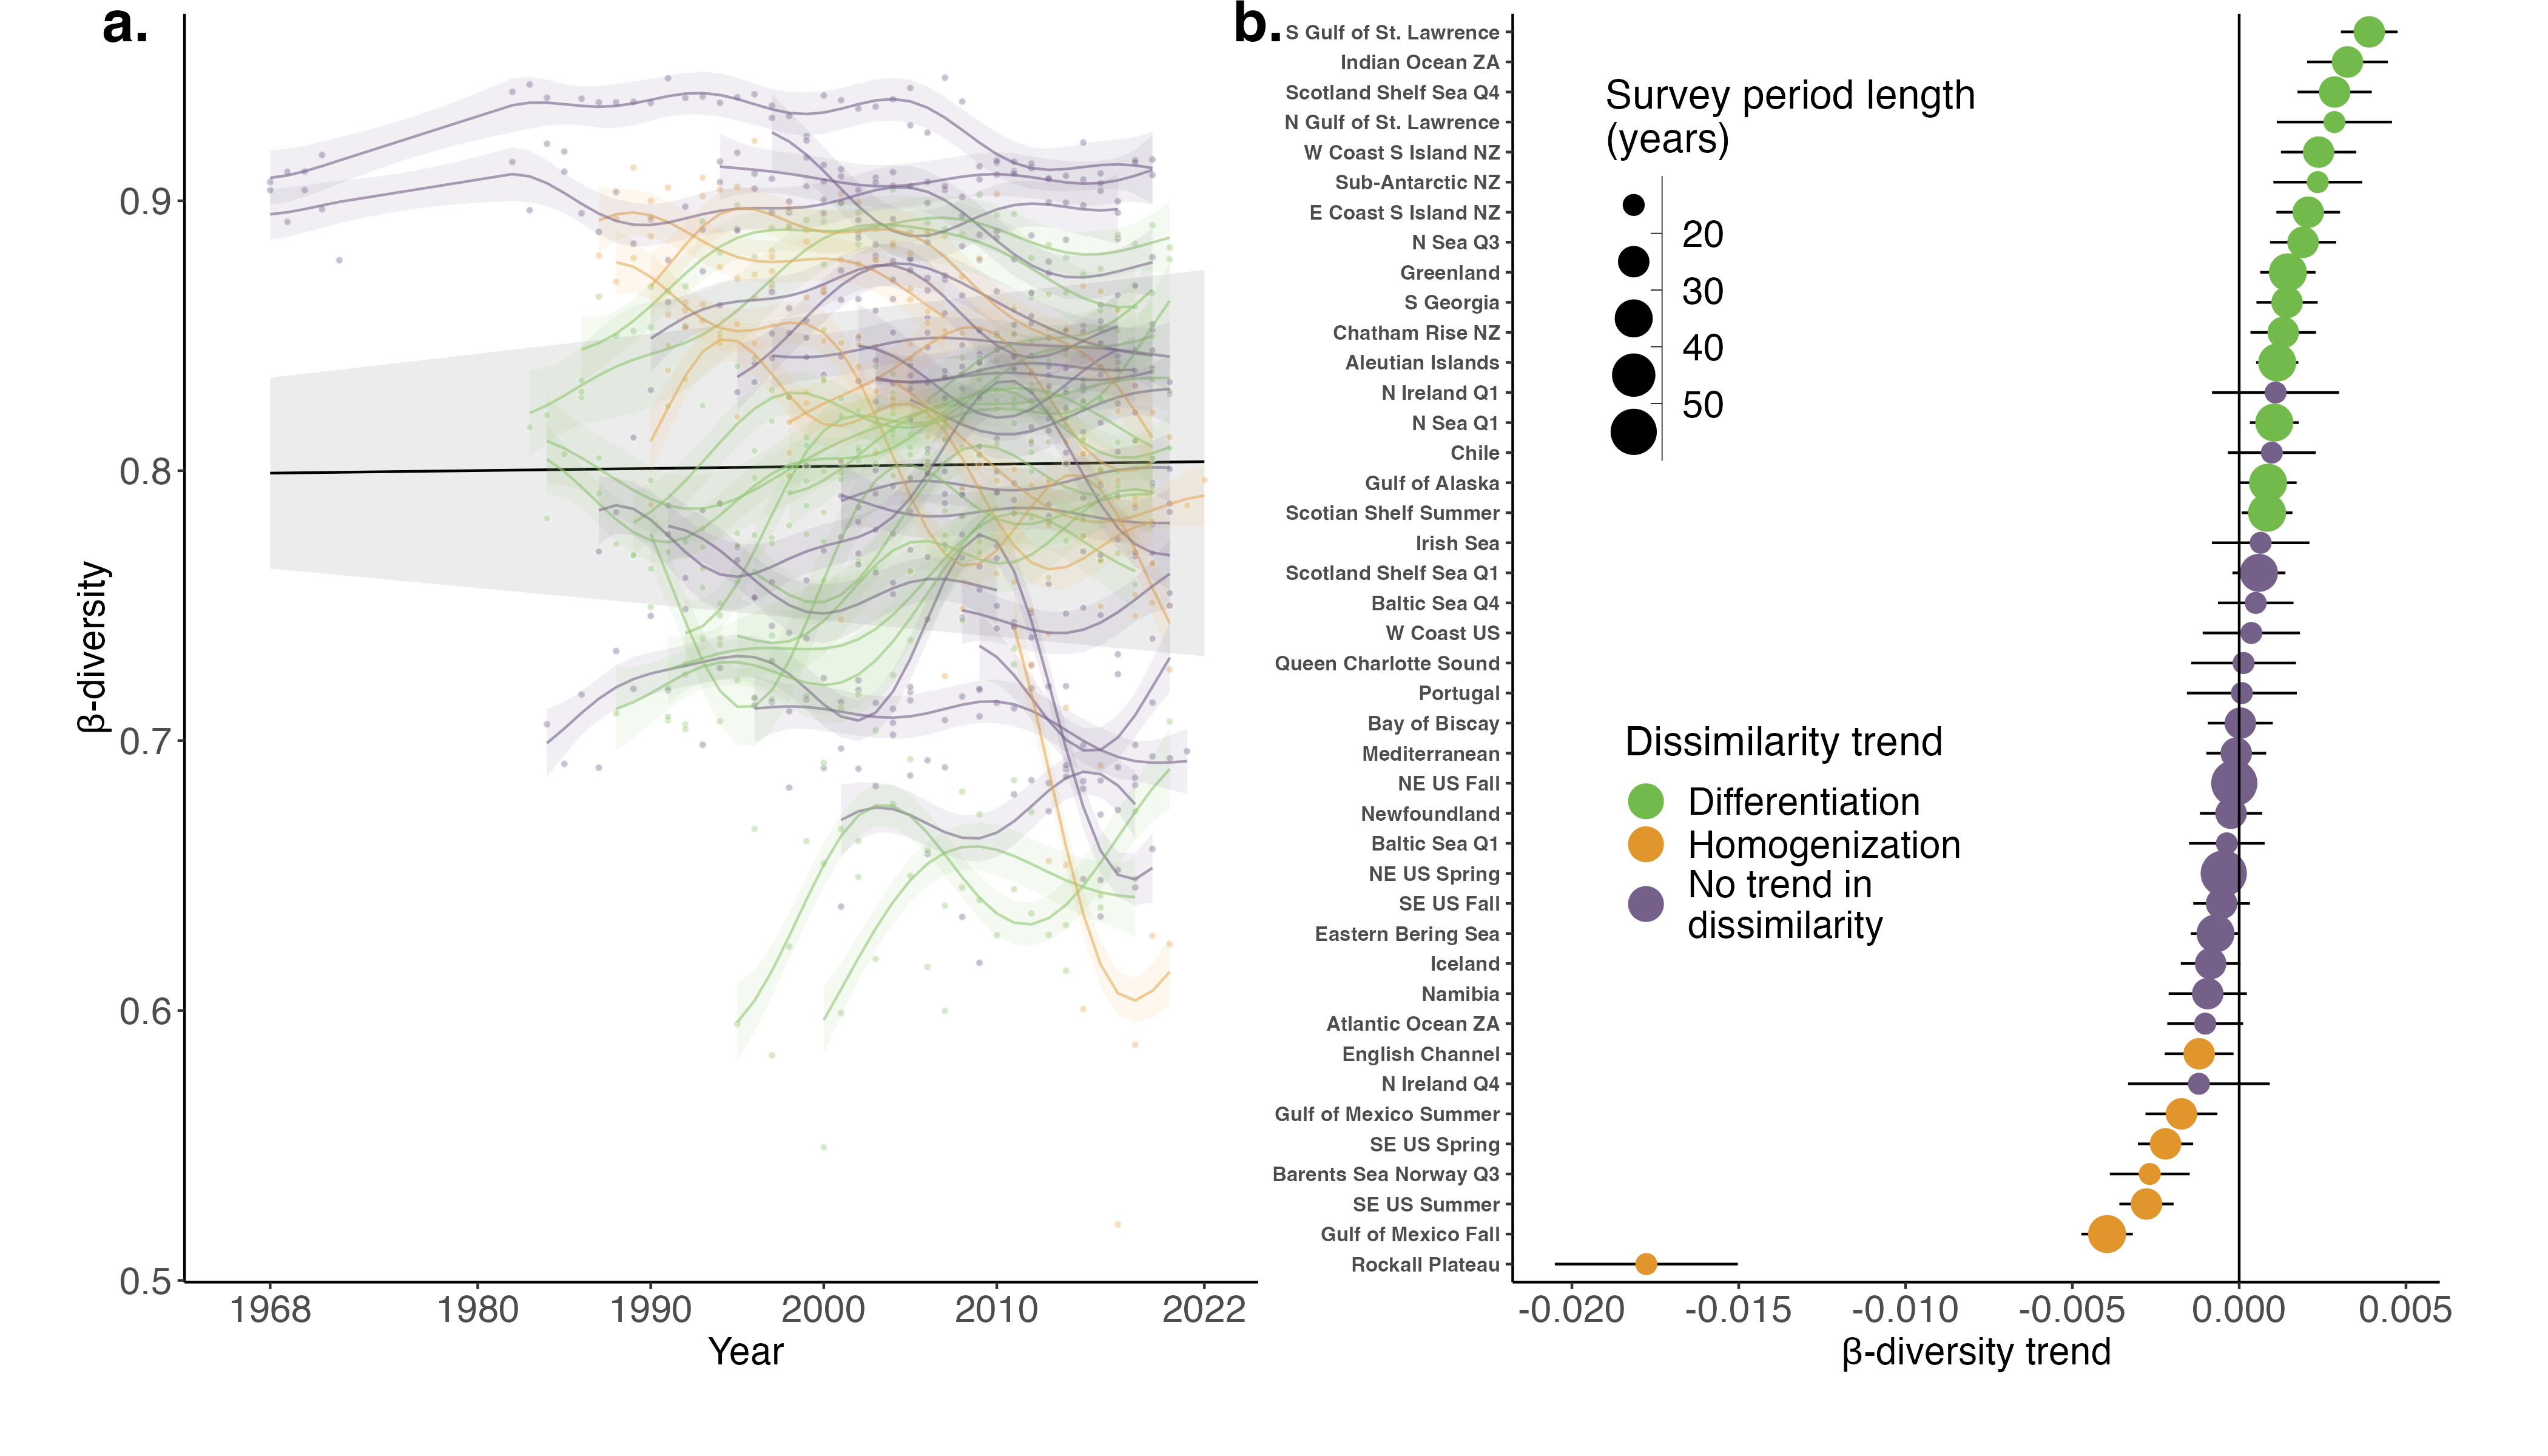 a.
0.9
0.8
0.7
0.6
0.5
β-diversity
1968
1980
1990
2000
2010
2022
Year
b.
S Gulf of St. Lawrence
Indian Ocean ZA
Scotland Shelf Sea Q4
N Gulf of St. Lawrence
W Coast S Island NZ
Sub-Antarctic NZ
E Coast S Island NZ
N Sea Q3
Greenland
S Georgia
Chatham Rise NZ
Aleutian Islands
N Ireland Q1
N Sea Q1
Chile
Gulf of Alaska
Scotian Shelf Summer
Irish Sea
Scotland Shelf Sea Q1
Baltic Sea Q4
W Coast US
Queen Charlotte Sound
Portugal
Bay of Biscay
Mediterranean
NE US Fall
Newfoundland
Baltic Sea Q1
NE US Spring
SE US Fall
Eastern Bering Sea
Iceland
Namibia
Atlantic Ocean ZA
English Channel
N Ireland Q4
Gulf of Mexico Summer
SE US Spring
Barents Sea Norway Q3
SE US Summer
Gulf of Mexico Fall
Rockall Plateau
Survey period length
(years)
20
30
40
50
Dissimilarity trend
Differentiation
Homogenization
No trend in
dissimilarity
-0.020
-0.015
-0.010
-0.005
0.000
0.005
β-diversity trend